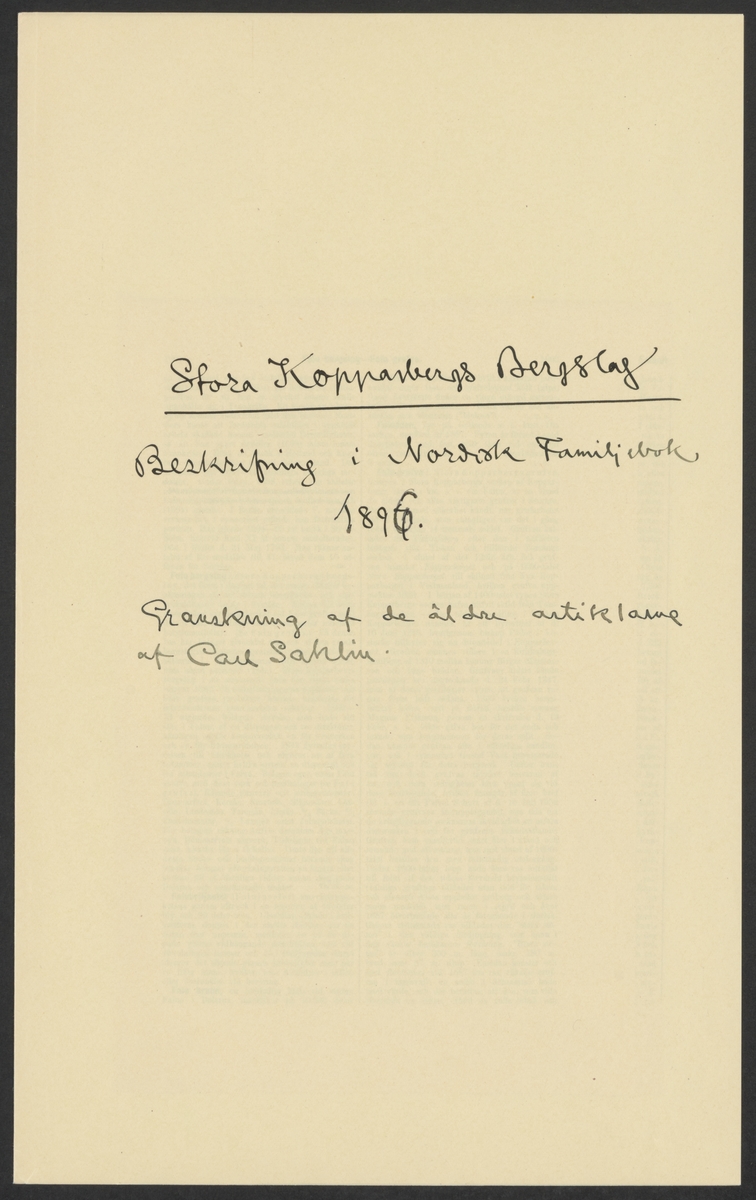 Stora Kopparbergs Bergslag
Beskrifning i Nordisk Familjebok
1896.
Granskning af de äldre artiklarne
af Carl Sahlin.